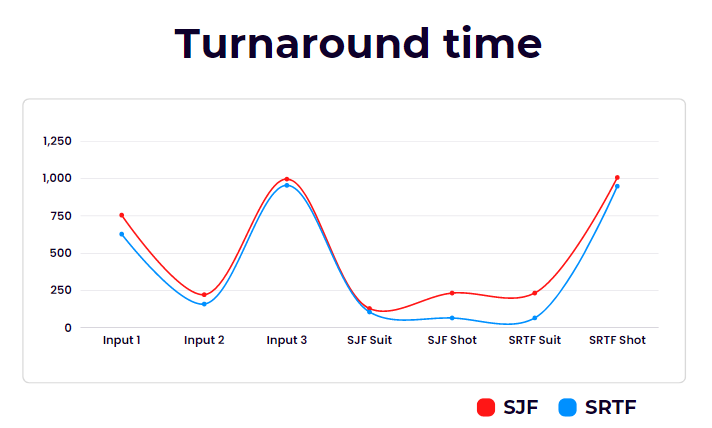 Turnaround time
1,250
1,000
750
500
250
0
Input 1 Input 2 Input 3 SJF Suit SJF Shot SRTF Suit SRTF Shot
SJF SRTF